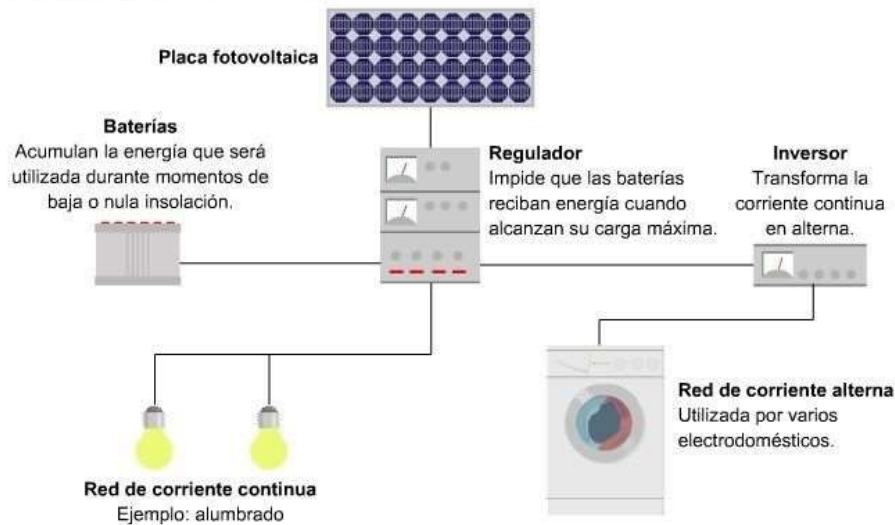 Placa fotovoltaica
Baterías
Acumulan la energía que será
utilizada durante momentos de
baja o nula insolación.
Regulador
Impide que las baterías
reciban energía cuando
alcanzan su carga máxima.
Inversor
Transforma la
corriente continua
en alterna.
Red de corriente alterna
Utilizada por varios
electrodomésticos.
Red de corriente continua
Ejemplo: alumbrado